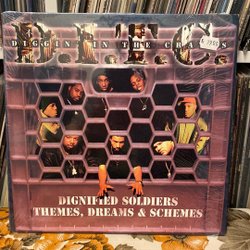 D.I.T.C.
DIGGIN' IN THE CRATES
DIGNIFIED SOLDIERS
THEMES, DREAMS & SCHEMES